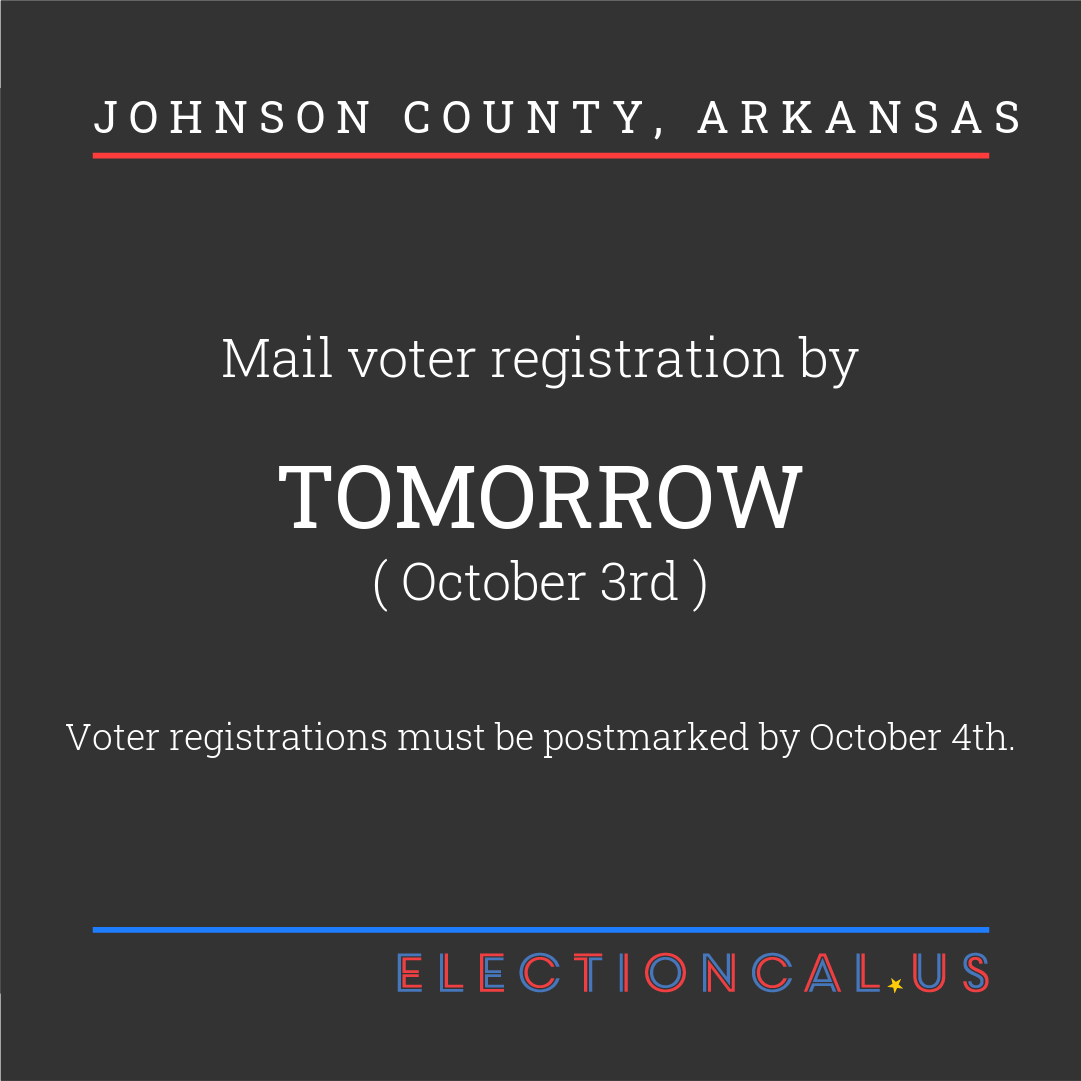 JOHNSON COUNTY, ARKANSAS
Mail voter registration by
TOMORROW
( October 3rd )
Voter registrations must be postmarked by October 4th.
ELECTIONCAL.US